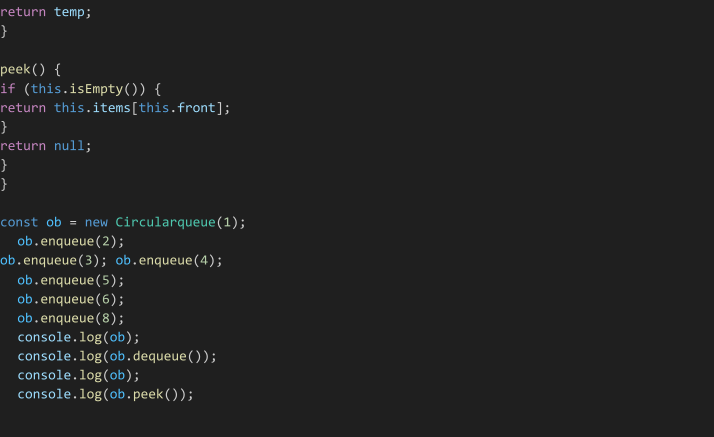 return temp;
}
peek() {
if (this.isEmpty()) {
return this.items[this.front];
}
return null;
}
}
const ob = new Circularqueue(1);
ob.enqueue(2);
ob.enqueue(3); ob.enqueue(4);
ob.enqueue(5);
ob.enqueue(6);
ob.enqueue(8);
console.log(ob);
console.log(ob.dequeue());
console.log(ob);
console.log(ob.peek());